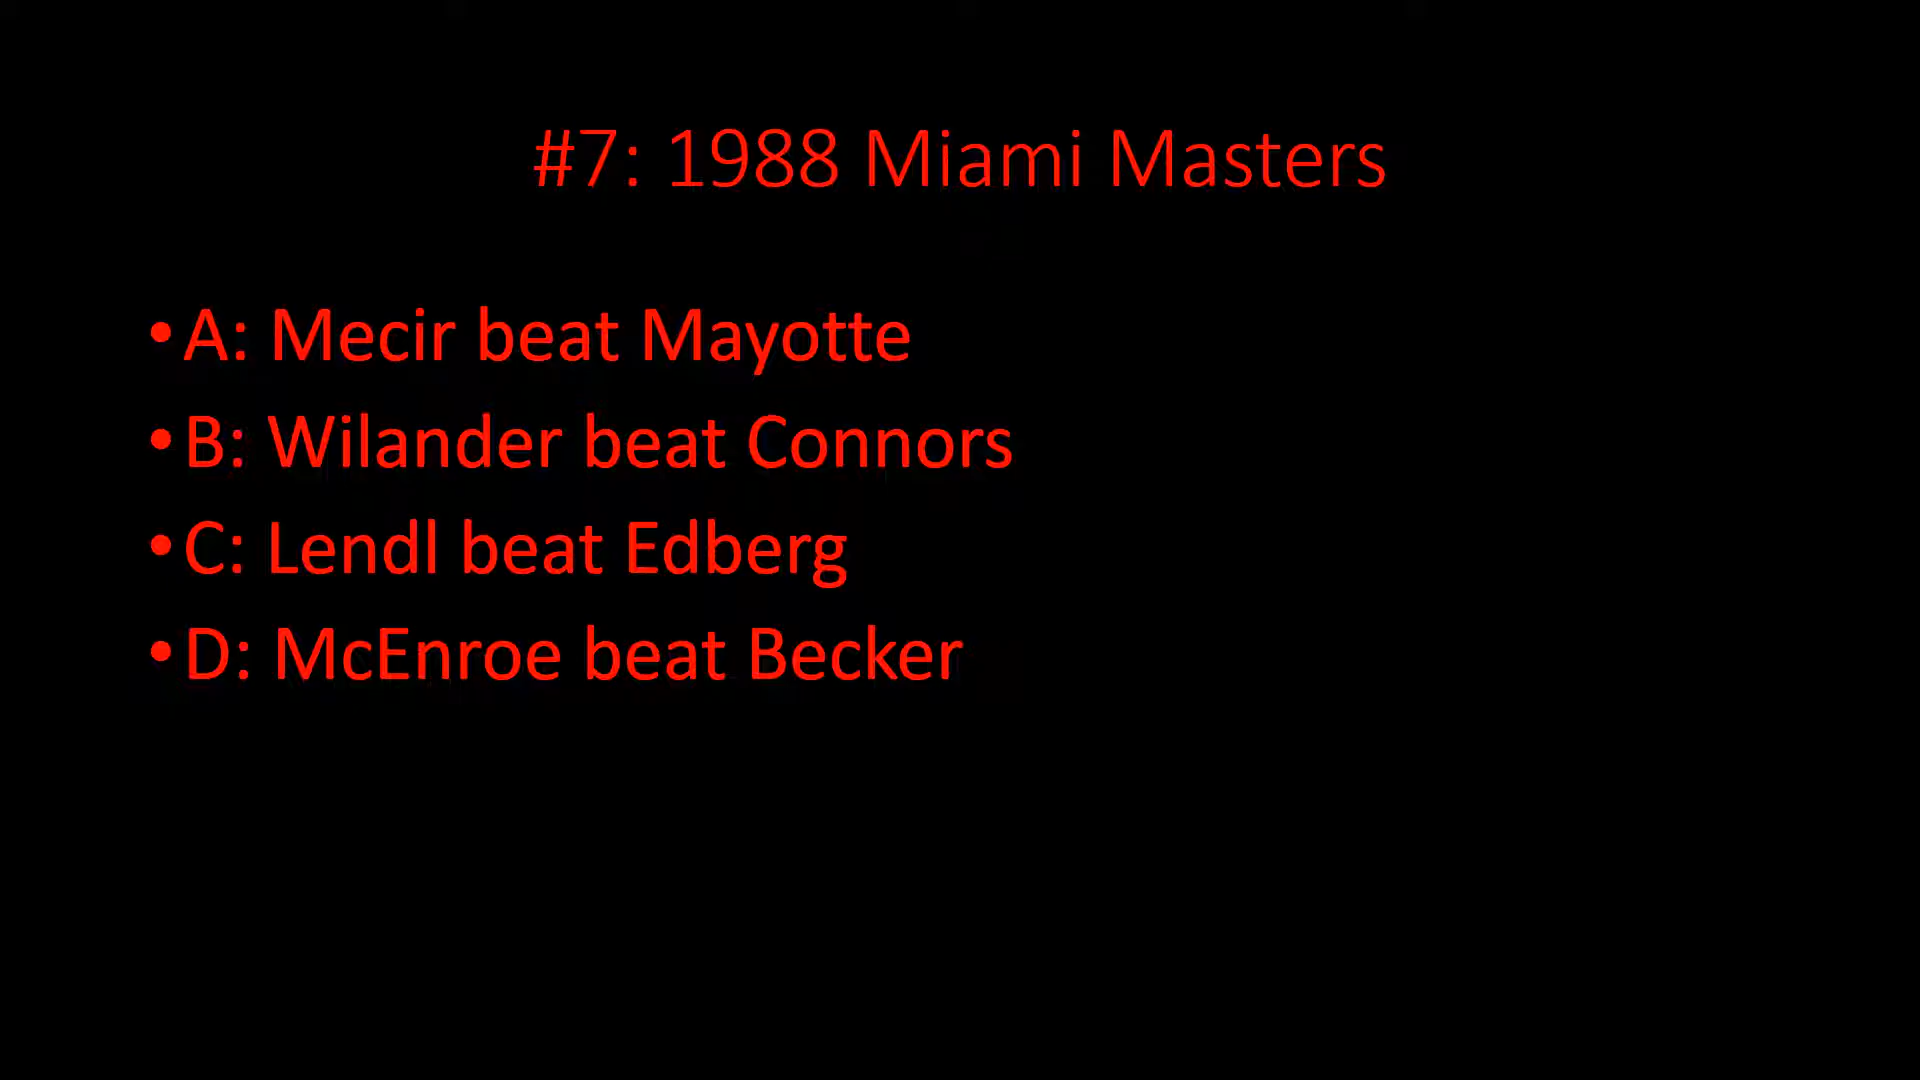 #7: 1988 Miami Masters
•A: Mecir beat Mayotte
•B: Wilander beat Connors
•C: Lendl beat Edberg
•D: McEnroe beat Becker